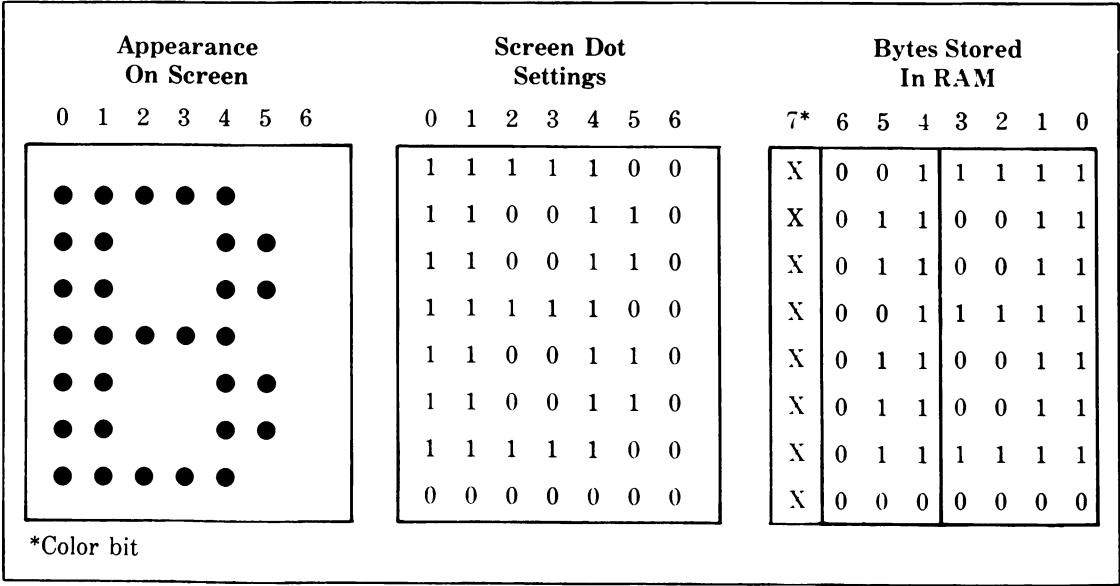 Appearance On Screen
0 1 2 3 4 5 6
Screen Dot Settings
0 1 2 3 4 5 6
1 1 1 1 1 0 0
1 1 0 0 1 1 0
1 1 0 0 1 1 0
1 1 1 1 1 0 0
1 1 0 0 1 1 0
1 1 0 0 1 1 0
1 1 1 1 1 0 0
0 0 0 0 0 0 0
Bytes Stored In RAM
7* 6 5 4 3 2 1 0
X 0 0 1 1 1 1 1
X 0 1 1 0 0 1 1
X 0 1 1 0 0 1 1
X 0 0 1 1 1 1 1
X 0 1 1 0 0 1 1
X 0 1 1 0 0 1 1
X 0 1 1 1 1 1 1
X 0 0 0 0 0 0 0
*Color bit